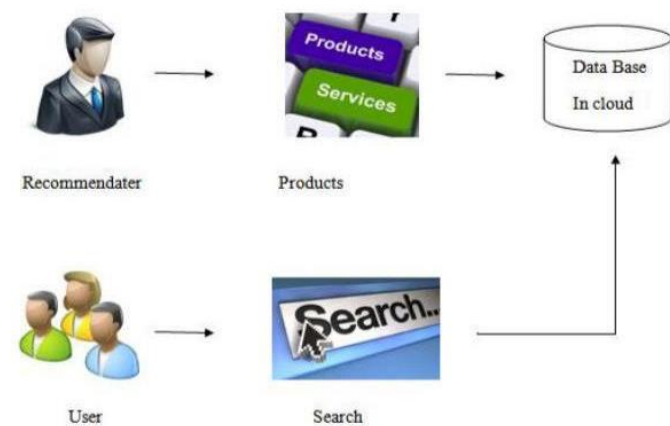 Products
Services
Data Base
In cloud
Recommendater
Products
Search..
User
Search